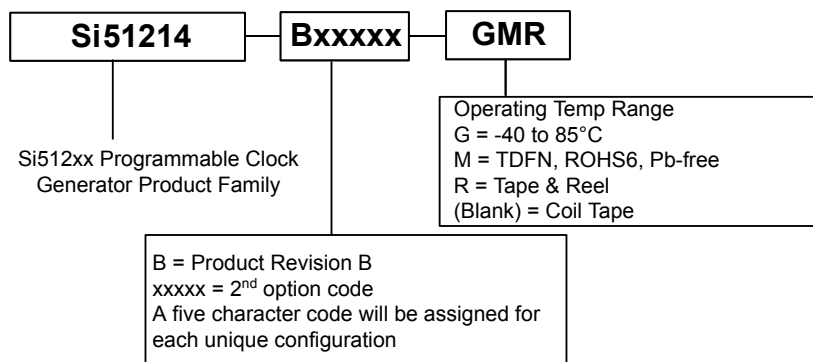 Si51214
Bxxxxx
GMR
Si512xx Programmable Clock
Generator Product Family
Operating Temp Range
G = -40 to 85°C
M = TDFN, ROHS6, Pb-free
R = Tape & Reel
(Blank) = Coil Tape
B = Product Revision B
xxxxx = 2nd option code
A five character code will be assigned for
each unique configuration